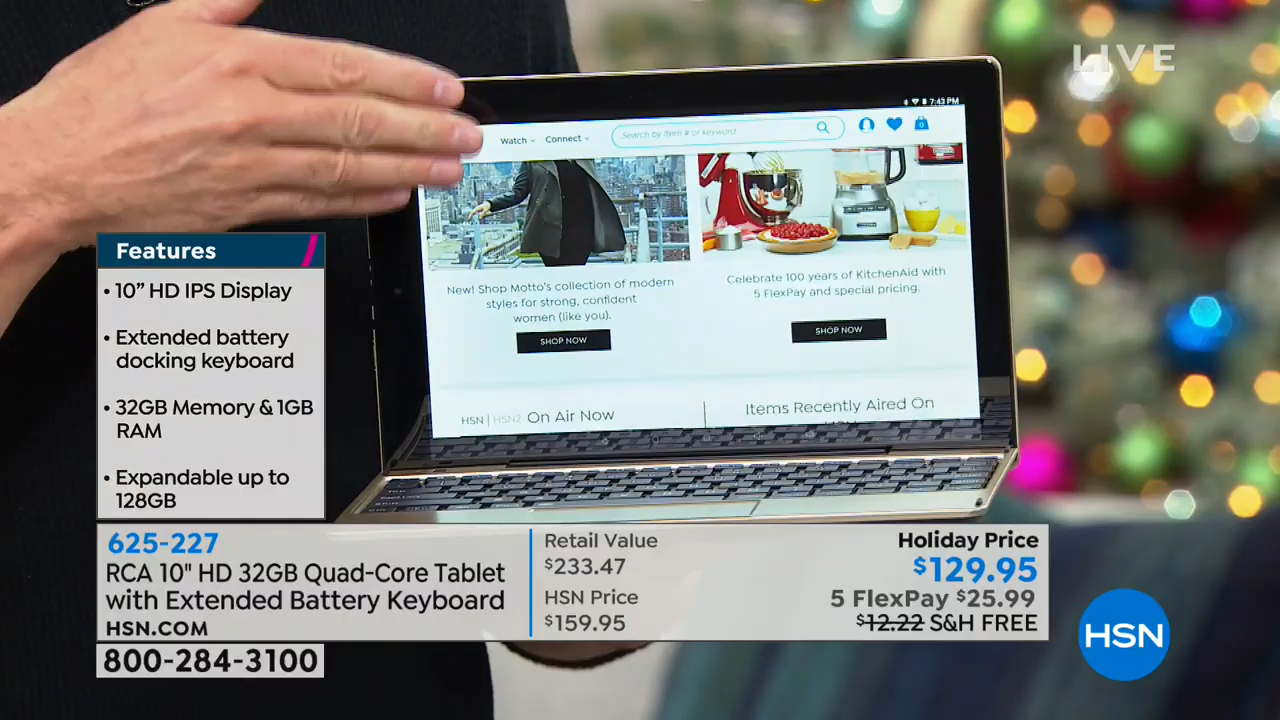 LIVE
7:43 PM
Watch
Connect
Search by item # or keyword
0
New! Shop Motto's collection of modern
styles for strong, confident
women (like you).
SHOP NOW
Celebrate 100 years of KitchenAid with
5 FlexPay and special pricing.
SHOP NOW
HSN | HSN2 On Air Now
Items Recently Aired On
Features
• 10” HD IPS Display
• Extended battery
docking keyboard
• 32GB Memory & 1GB
RAM
• Expandable up to
128GB
625-227
RCA 10" HD 32GB Quad-Core Tablet
with Extended Battery Keyboard
HSN.COM
800-284-3100
Retail Value
$233.47
HSN Price
$159.95
Holiday Price
$129.95
5 FlexPay $25.99
$12.22 S&H FREE
HSN